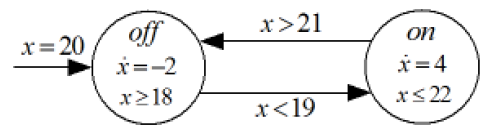 x=20
off
ẋ=−2
x≥18
x>21
x<19
on
ẋ=4
x≤22